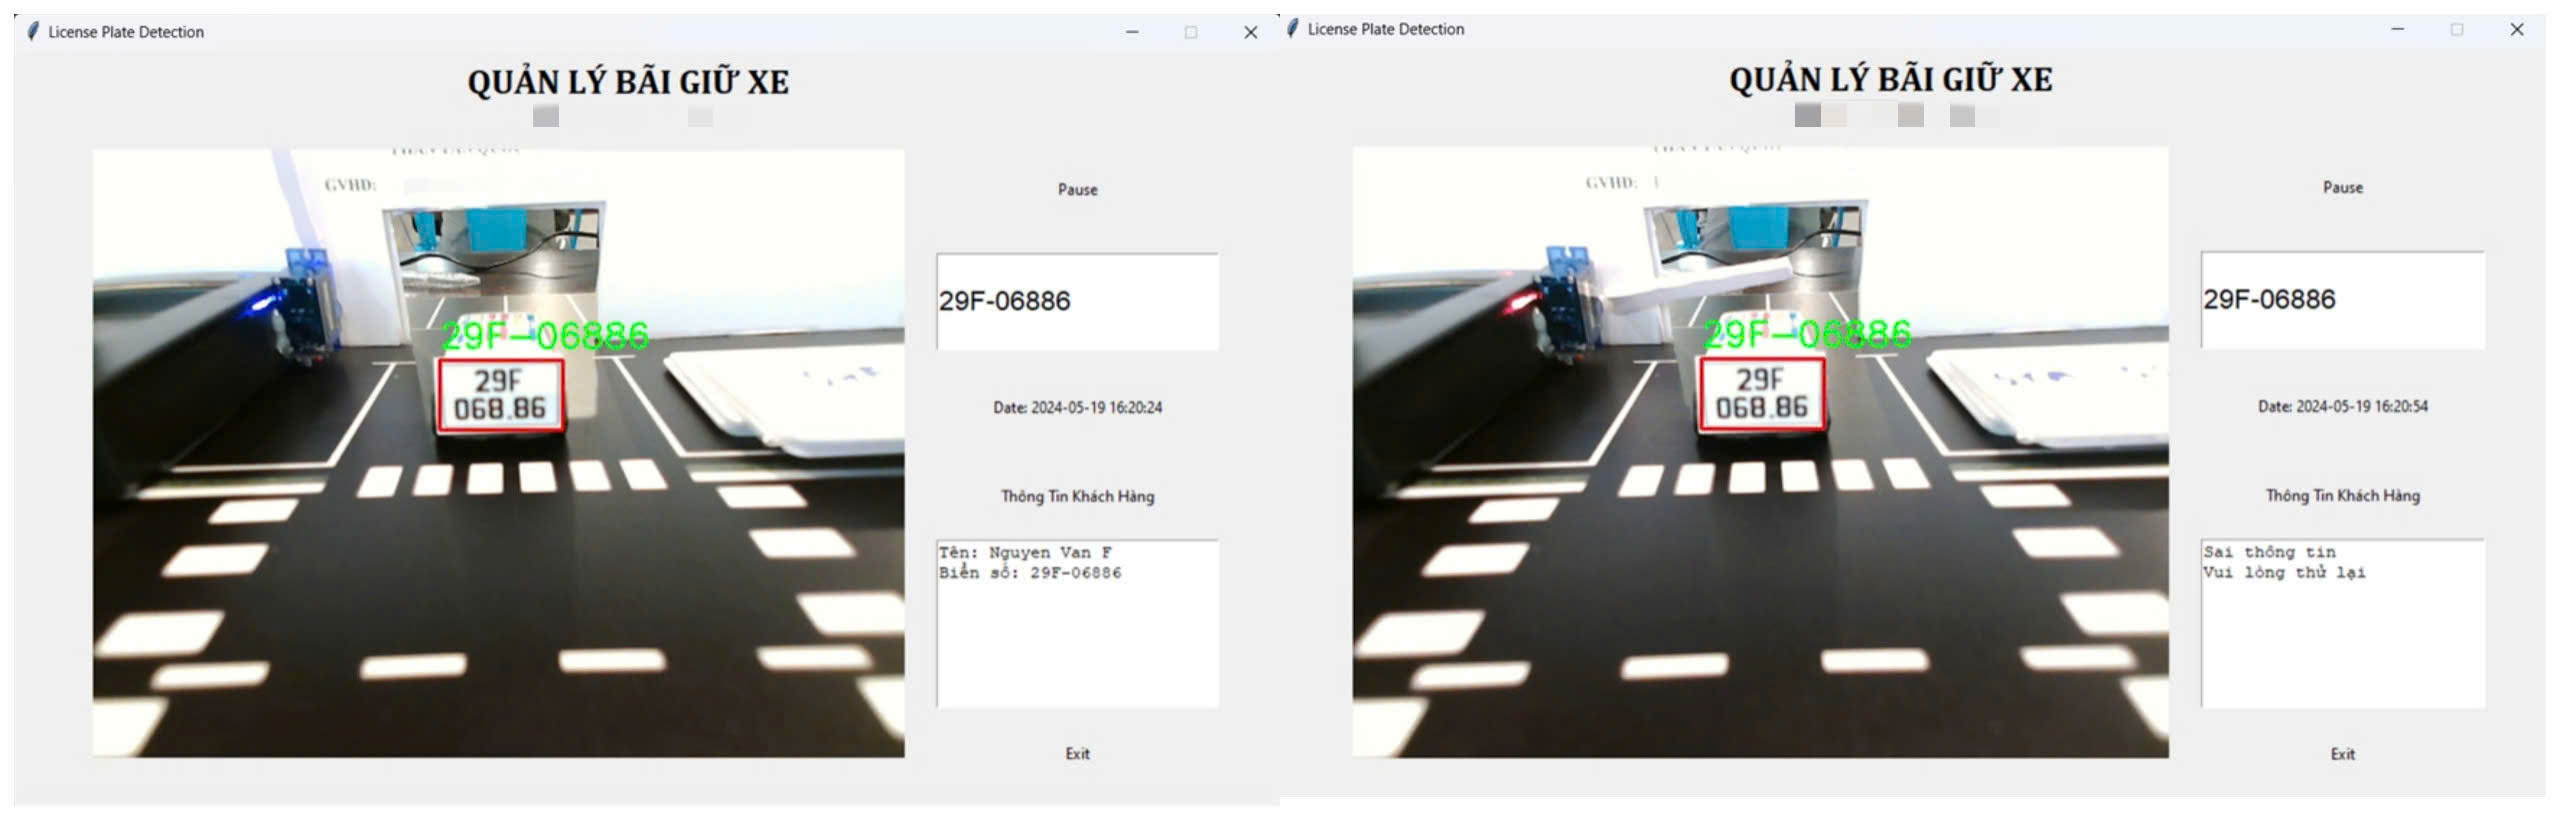 License Plate Detection
QUẢN LÝ BÃI GIỮ XE
GVHD:
29F-06886
29F
068.86
Pause
29F-06886
Date: 2024-05-19 16:20:24
Thông Tin Khách Hàng
Tên: Nguyen Van F
Biển số: 29F-06886
Exit
License Plate Detection
QUẢN LÝ BÃI GIỮ XE
GVHD:
29F-06886
29F
068.86
Pause
29F-06886
Date: 2024-05-19 16:20:54
Thông Tin Khách Hàng
Sai thông tin
Vui lòng thử lại
Exit